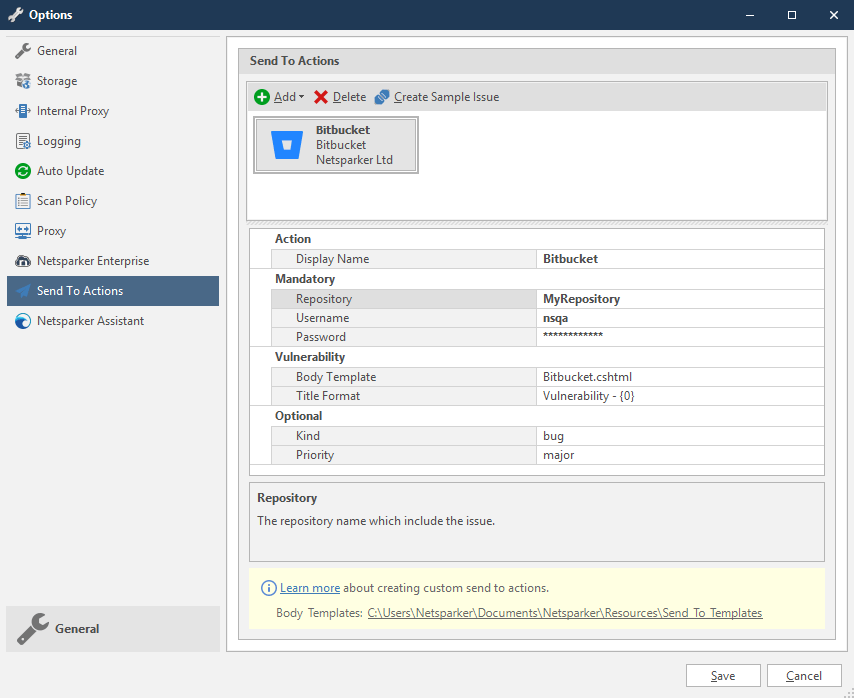 Options
General
Storage
Internal Proxy
Logging
Auto Update
Scan Policy
Proxy
Netsparker Enterprise
Send To Actions
Netsparker Assistant
General
Send To Actions
Add Delete Create Sample Issue
Bitbucket
Bitbucket
Netsparker Ltd
Action
Display Name Bitbucket
Mandatory
Repository MyRepository
Username nsqa
Password ************
Vulnerability
Body Template Bitbucket.cshtml
Title Format Vulnerability - {0}
Optional
Kind bug
Priority major
Repository
The repository name which include the issue.
Learn more about creating custom send to actions.
Body Templates: C:\Users\Netsparker\Documents\Netsparker\Resources\Send To Templates
Save Cancel